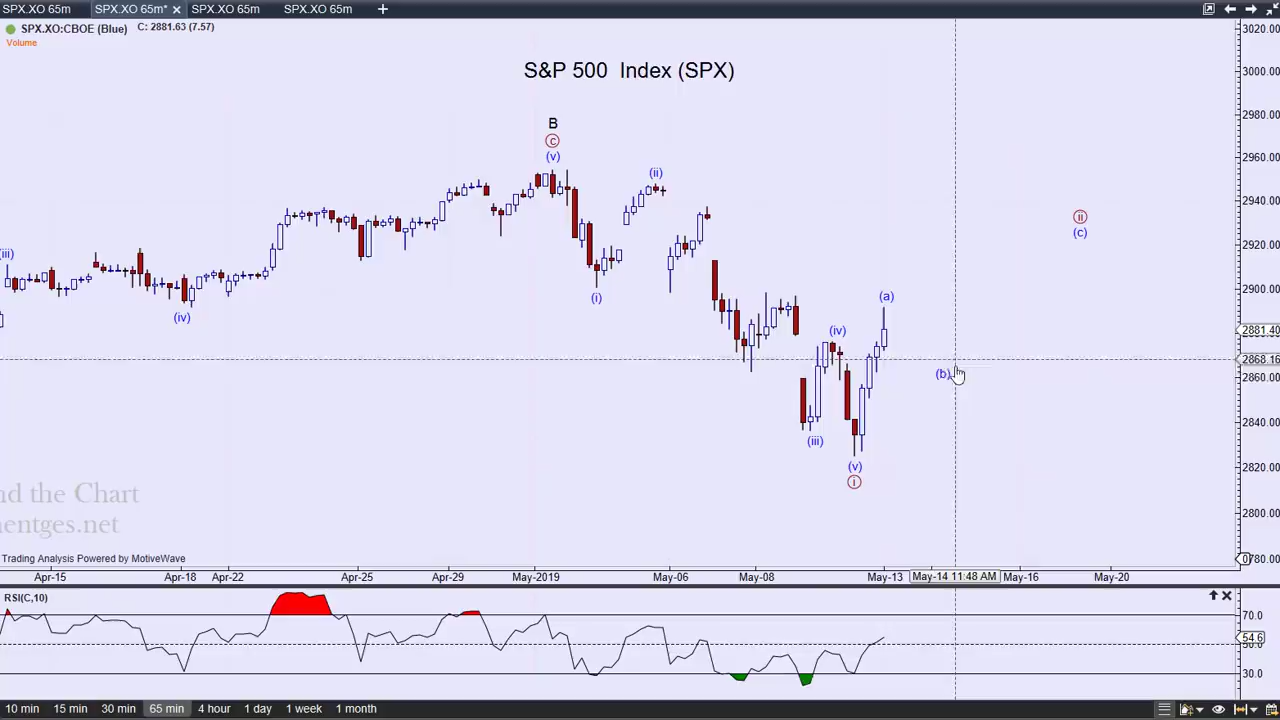 SPX.XO 65m SPX.XO 65m* × SPX.XO 65m SPX.XO 65m +
SPX.XO:CBOE (Blue) C: 2881.63 (7.57)
Volume
S&P 500 Index (SPX)
3020.00
3000.00
2980.00
2960.00
2940.00
2920.00
2900.00
2881.40
2868.16
2860.00
2840.00
2820.00
2800.00
780.00
B
c
(v)
(ii)
ii
(c)
(iii)
(i)
(a)
(iv)
(iv)
(b)
(iii)
(v)
i
nd the Chart
nentges.net
Trading Analysis Powered by MotiveWave
Apr-15 Apr-18 Apr-22 Apr-25 Apr-29 May-2019 May-06 May-08 May-13 May-14 11:48 AM May-16 May-20
RSI(C,10)
70.0
54.6
50.0
30.0
10 min 15 min 30 min 65 min 4 hour 1 day 1 week 1 month